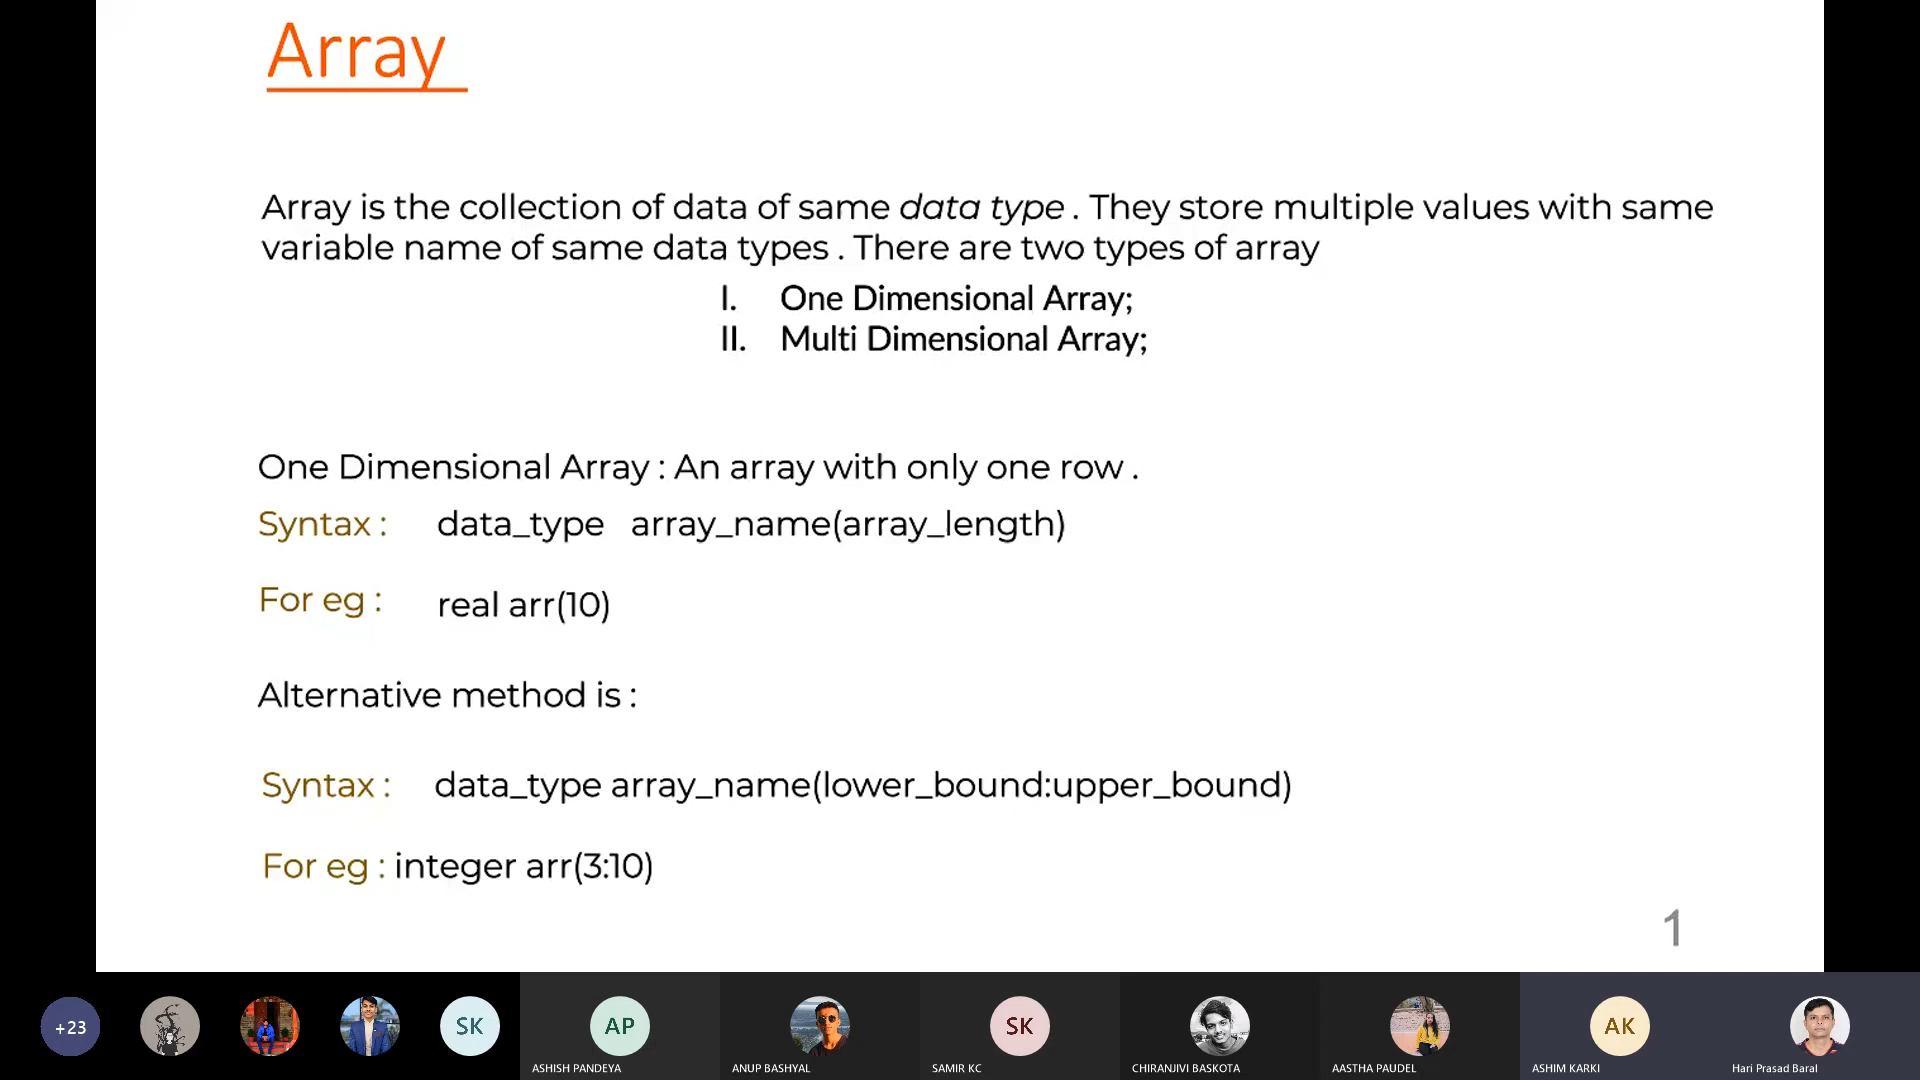 Array
Array is the collection of data of same data type . They store multiple values with same
variable name of same data types . There are two types of array
I. One Dimensional Array;
II. Multi Dimensional Array;
One Dimensional Array : An array with only one row .
Syntax : data_type array_name(array_length)
For eg : real arr(10)
Alternative method is :
Syntax : data_type array_name(lower_bound:upper_bound)
For eg : integer arr(3:10)
1
+23
SK
AP
SK
AK
ASHISH PANDEYA
ANUP BASHYAL
SAMIR KC
CHIRANJIVI BASKOTA
AASTHA PAUDEL
ASHIM KARKI
Hari Prasad Baral